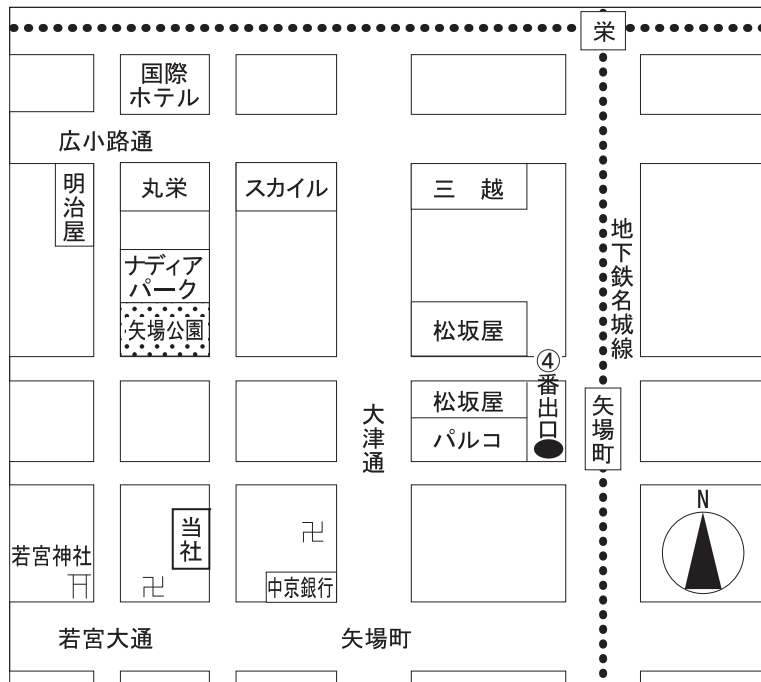 栄
国際
ホテル
広小路通
明治屋
丸栄
スカイル
三 越
地下鉄名城線
ナディア
パーク
矢場公園
松坂屋
④番出口
松坂屋
パルコ
大津通
矢場町
N
当社
若宮神社
卍
卍
中京銀行
若宮大通
矢場町